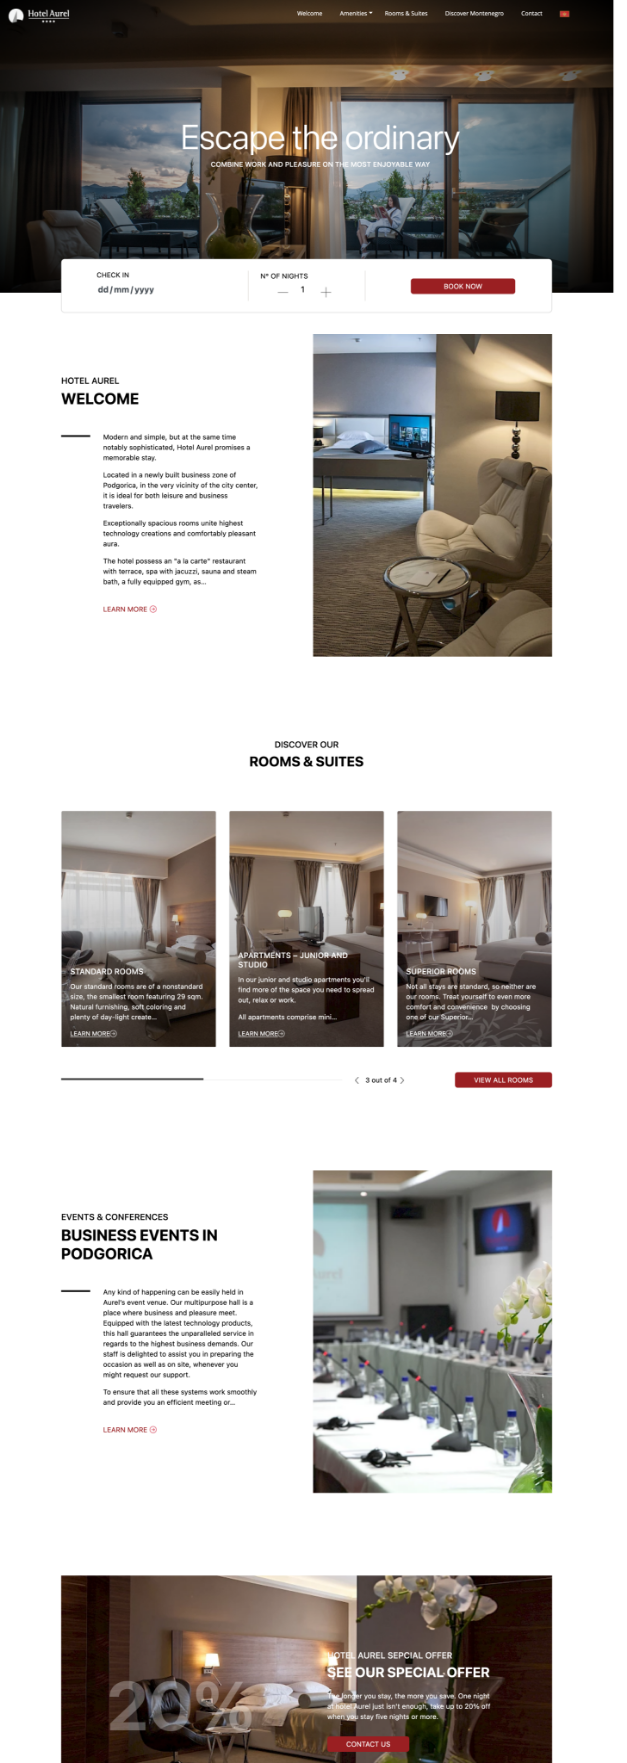 Hotel Aurel
Welcome
Amenities
Rooms & Suites
Discover Montenegro
Contact
Escape the ordinary
COMBINE WORK AND PLEASURE ON THE MOST ENJOYABLE WAY
CHECK IN
dd/mm/yyyy
N° OF NIGHTS
1
BOOK NOW
HOTEL AUREL
WELCOME
Modern and simple, but at the same time
notably sophisticated, Hotel Aurel promises a
memorable stay.
Located in a newly built business zone of
Podgorica, in the very vicinity of the city center,
it is ideal for both leisure and business
travelers.
Exceptionally spacious rooms unite highest
technology creations and comfortably pleasant
aura.
The hotel possess an "a la carte" restaurant
with terrace, spa with jacuzzi, sauna and steam
bath, a fully equipped gym, as...
LEARN MORE
DISCOVER OUR
ROOMS & SUITES
STANDARD ROOMS
Our standard rooms are of a nonstandard
size, the smallest room featuring 29 sqm.
Natural furnishing, soft coloring and
plenty of day-light create...
LEARN MORE
APARTMENTS – JUNIOR AND
STUDIO
In our junior and studio apartments you'll
find more of the space you need to spread
out, relax or work.
All apartments comprise mini...
LEARN MORE
SUPERIOR ROOMS
Not all stays are standard, so neither are
our rooms. Treat yourself to even more
comfort and convenience by choosing
one of our Superior...
LEARN MORE
3 out of 4
VIEW ALL ROOMS
EVENTS & CONFERENCES
BUSINESS EVENTS IN
PODGORICA
Any kind of happening can be easily held in
Aurel's event venue. Our multipurpose hall is a
place where business and pleasure meet.
Equipped with the latest technology products,
this hall guarantees the unparalleled service in
regards to the highest business demands. Our
staff is delighted to assist you in preparing the
occasion as well as on site, whenever you
might request our support.
To ensure that all these systems work smoothly
and provide you an efficient meeting or...
LEARN MORE
20%
HOTEL AUREL SEPCIAL OFFER
SEE OUR SPECIAL OFFER
The longer you stay, the more you save. One night
at hotel Aurel just isn't enough, take up to 20% off
when you stay five nights or more.
CONTACT US